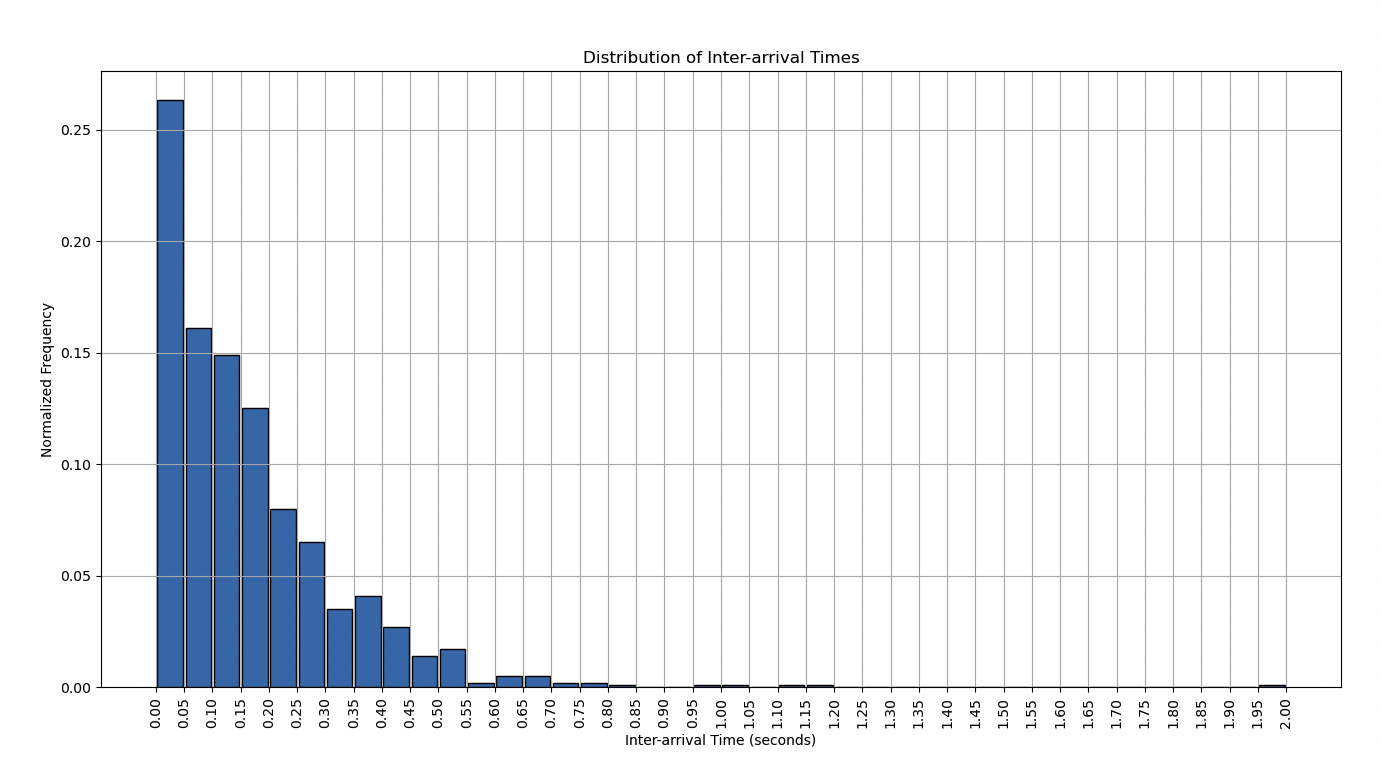 Distribution of Inter-arrival Times
Normalized Frequency
0.25
0.20
0.15
0.10
0.05
0.00
0.00 0.05 0.10 0.15 0.20 0.25 0.30 0.35 0.40 0.45 0.50 0.55 0.60 0.65 0.70 0.75 0.80 0.85 0.90 0.95 1.00 1.05 1.10 1.15 1.20 1.25 1.30 1.35 1.40 1.45 1.50 1.55 1.60 1.65 1.70 1.75 1.80 1.85 1.90 1.95 2.00
Inter-arrival Time (seconds)